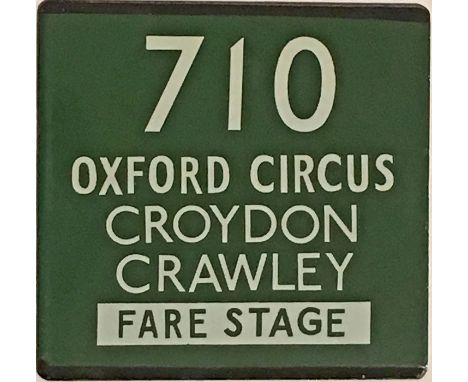 710
OXFORD CIRCUS
CROYDON
CRAWLEY
FARE STAGE